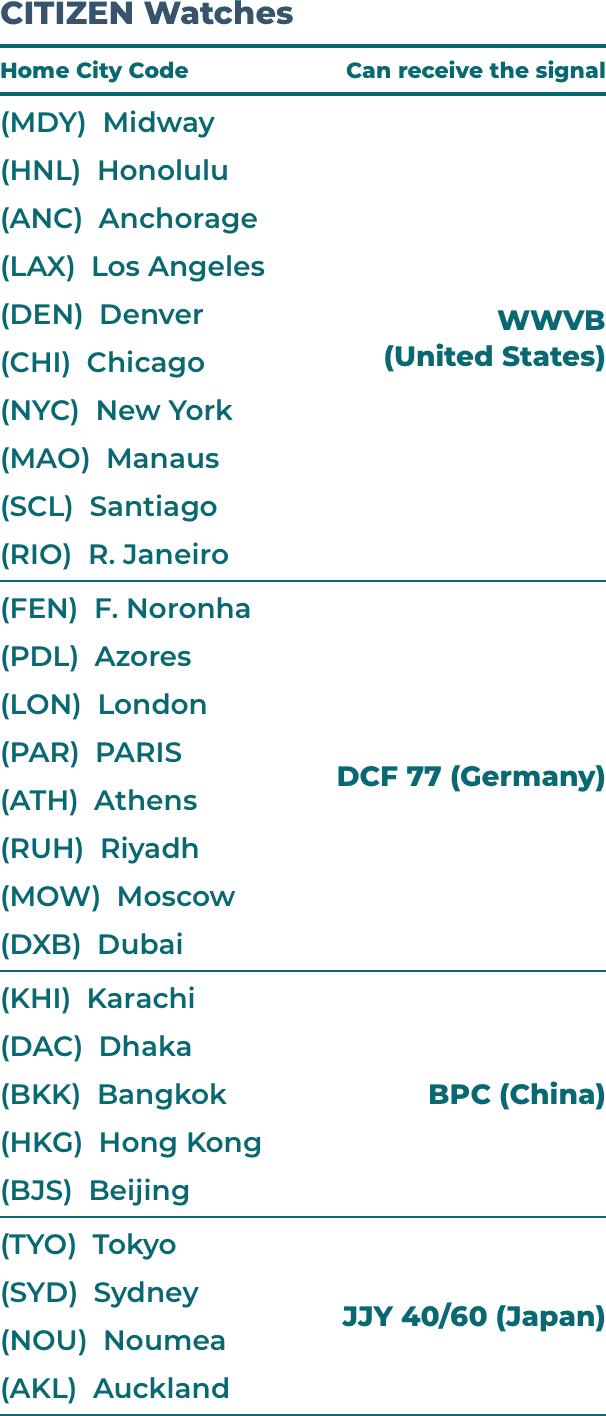 CITIZEN Watches
Home City Code Can receive the signal
(MDY) Midway
(HNL) Honolulu
(ANC) Anchorage
(LAX) Los Angeles
(DEN) Denver
(CHI) Chicago
(NYC) New York
(MAO) Manaus
(SCL) Santiago
(RIO) R. Janeiro
WWVB
(United States)
(FEN) F. Noronha
(PDL) Azores
(LON) London
(PAR) PARIS
(ATH) Athens
(RUH) Riyadh
(MOW) Moscow
(DXB) Dubai
DCF 77 (Germany)
(KHI) Karachi
(DAC) Dhaka
(BKK) Bangkok
(HKG) Hong Kong
(BJS) Beijing
BPC (China)
(TYO) Tokyo
(SYD) Sydney
(NOU) Noumea
(AKL) Auckland
JJY 40/60 (Japan)